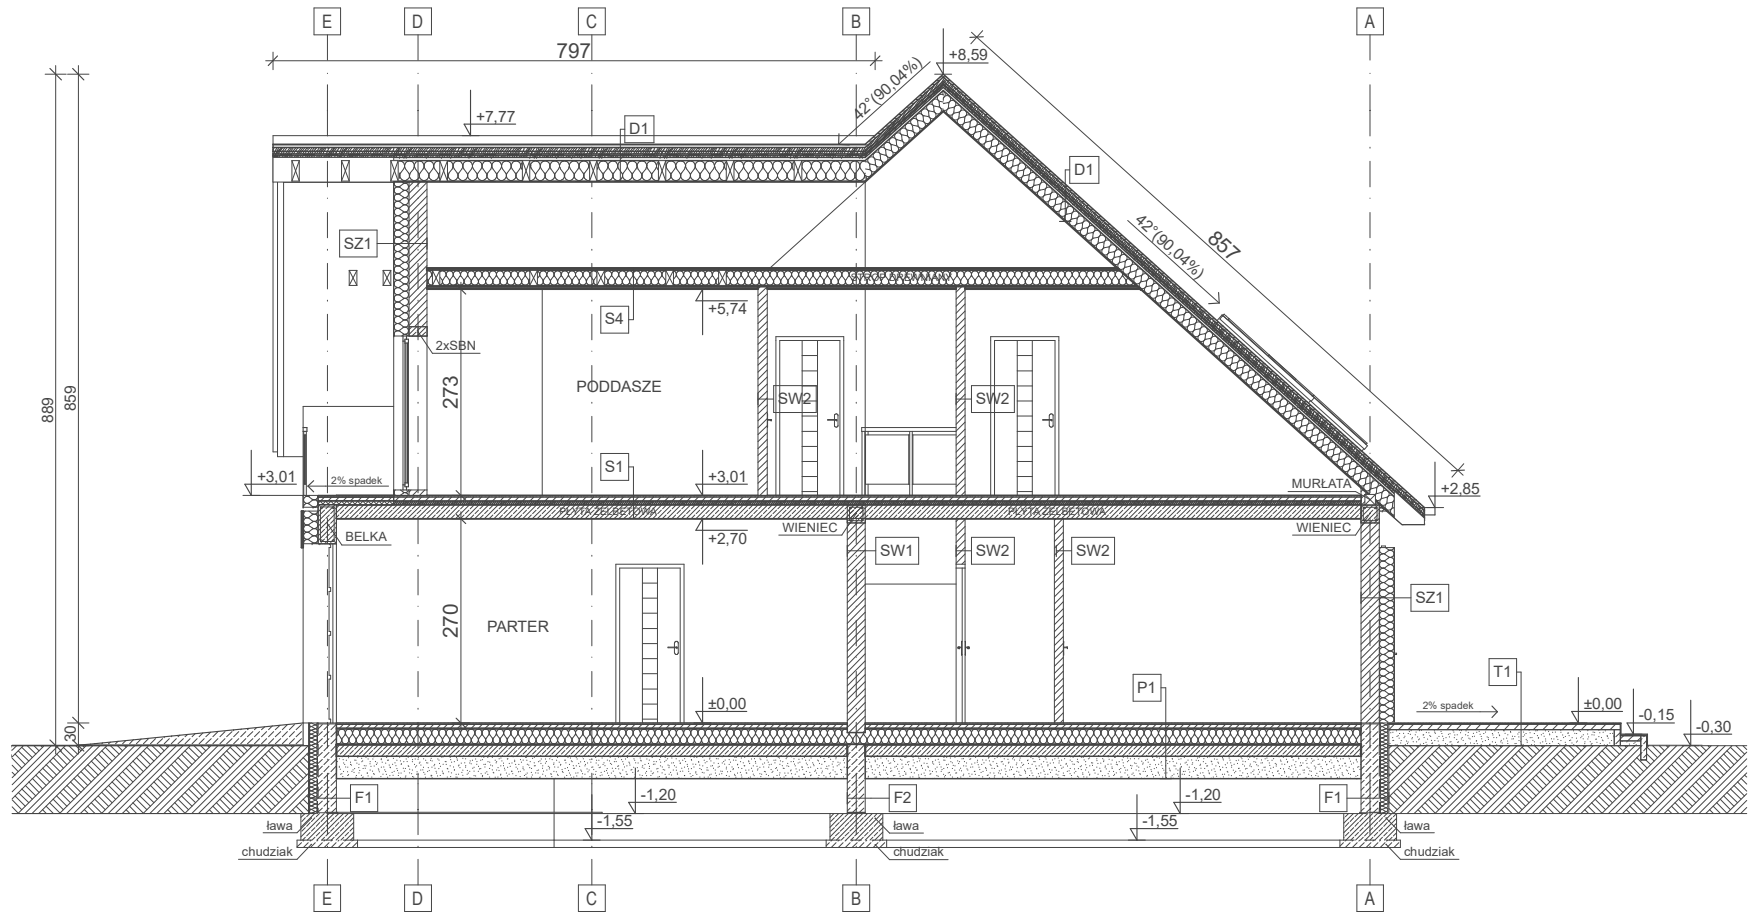 E
D
C
B
A
797
+8,59
42°(90,04%)
+7,77
D1
D1
42°(90,04%)
857
SZ1
STROP DREWNIANY
+5,74
S4
2xSBN
889
859
273
PODDASZE
SW2
SW2
+3,01
2% spadek
S1
+3,01
MURŁATA
+2,85
PŁYTA ŻELBETOWA
PŁYTA ŻELBETOWA
BELKA
+2,70
WIENIEC
WIENIEC
SW1
SW2
SW2
SZ1
270
PARTER
T1
P1
±0,00
2% spadek
±0,00
-0,15
-0,30
30
F1
-1,20
F2
-1,20
F1
ława
-1,55
ława
-1,55
ława
chudziak
chudziak
chudziak
E
D
C
B
A